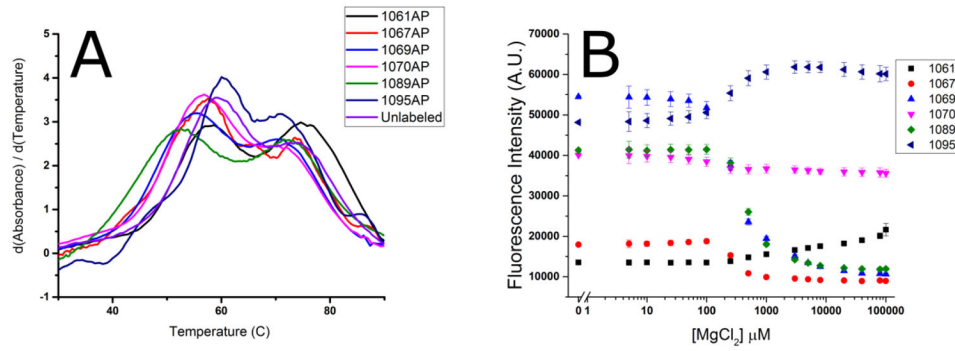 A
1061AP
1067AP
1069AP
1070AP
1089AP
1095AP
Unlabeled
d(Absorbance) / d(Temperature)
5
4
3
2
1
0
-1
40
60
80
Temperature (C)
B
1061
1067
1069
1070
1089
1095
Fluorescence Intensity (A.U.)
70000
60000
50000
40000
30000
20000
10000
0 1
10
100
1000
10000
100000
[MgCl2] μM